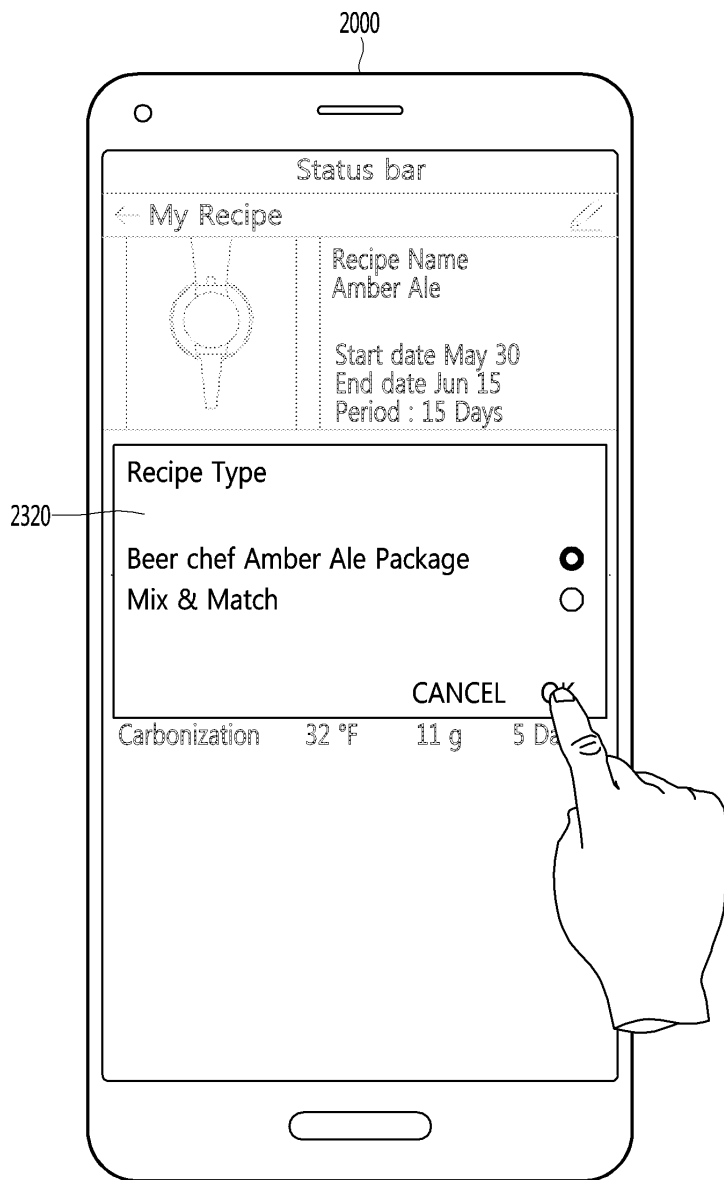 2000
Status bar
← My Recipe
Recipe Name
Amber Ale
Start date May 30
End date Jun 15
Period : 15 Days
Recipe Type
2320
Beer chef Amber Ale Package
Mix & Match
CANCEL
Carbonization 32 °F 11 g 5